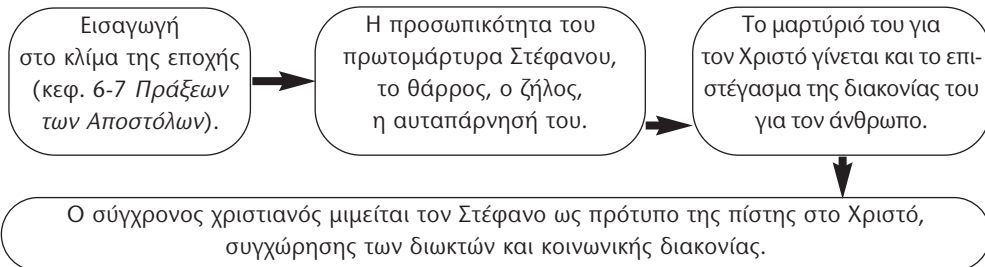 Εισαγωγή
στο κλίμα της εποχής
(κεφ. 6-7 Πράξεων
των Αποστόλων).
Η προσωπικότητα του
πρωτομάρτυρα Στέφανου,
το θάρρος, ο ζήλος,
η αυταπάρνησή του.
Το μαρτύριό του για
τον Χριστό γίνεται και το επι-
στέγασμα της διακονίας του
για τον άνθρωπο.
Ο σύγχρονος χριστιανός μιμείται τον Στέφανο ως πρότυπο της πίστης στο Χριστό,
συγχώρησης των διωκτών και κοινωνικής διακονίας.